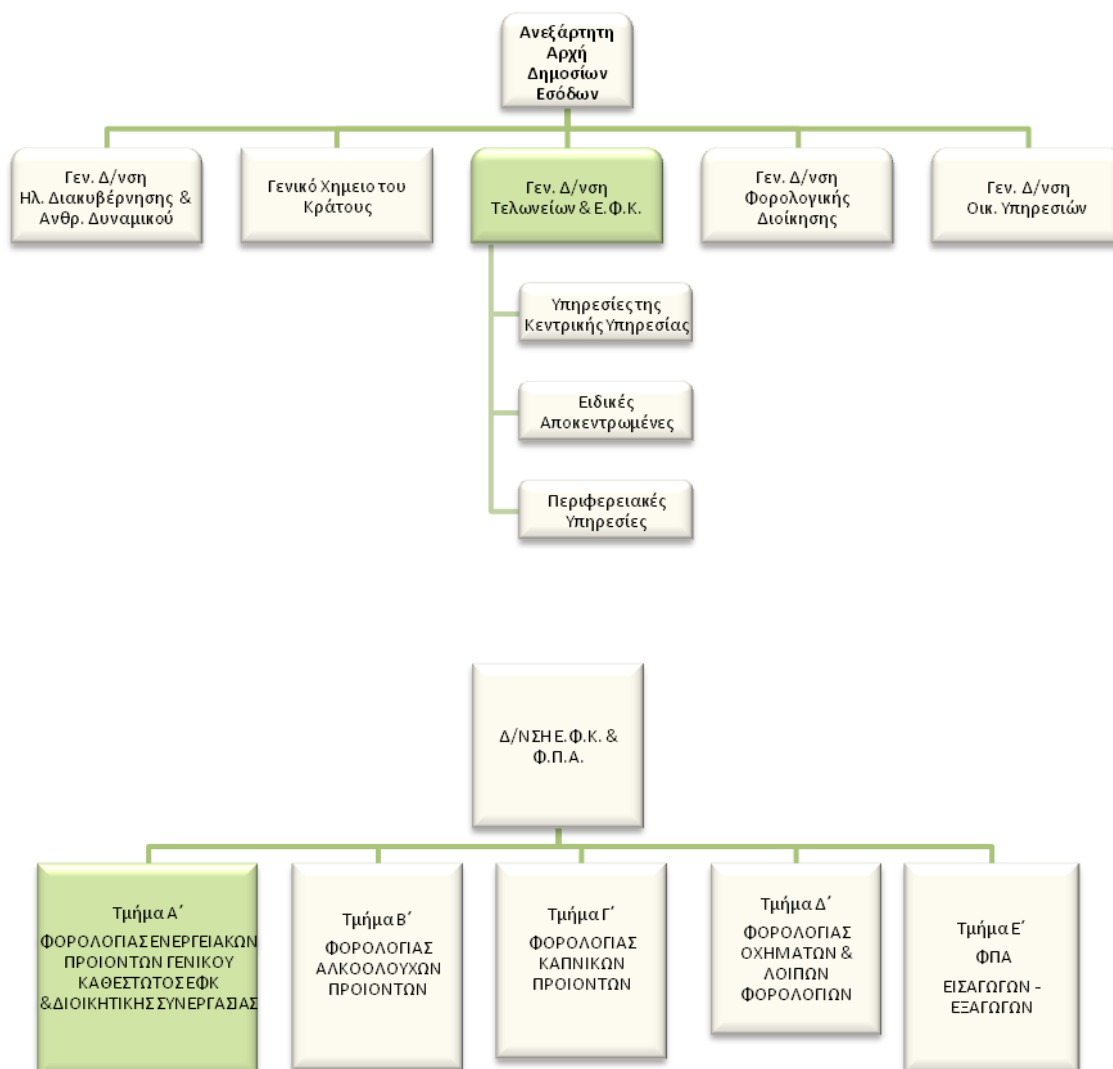 Ανεξάρτητη
Αρχή
Δημοσίων
Εσόδων
Γεν. Δ/νση
Ηλ. Διακυβέρνησης &
Ανθρ. Δυναμικού
Γενικό Χημειο του
Κράτους
Γεν. Δ/νση
Τελωνείων & Ε.Φ.Κ.
Γεν. Δ/νση
Φορολογικής
Διοίκησης
Γεν. Δ/νση
Οικ. Υπηρεσιών
Υπηρεσίες της
Κεντρικής Υπηρεσίας
Ειδικές
Αποκεντρωμένες
Περιφερειακές
Υπηρεσίες
Δ/ΝΣΗ Ε.Φ.Κ. &
Φ.Π.Α.
Τμήμα Α΄
ΦΟΡΟΛΟΓΙΑΣ ΕΝΕΡΓΕΙΑΚΩΝ
ΠΡΟΙΟΝΤΩΝ ΓΕΝΙΚΟΥ
ΚΑΘΕΣΤΩΤΟΣ ΕΦΚ
& ΔΙΟΙΚΗΤΙΚΗΣ ΣΥΝΕΡΓΑΣΙΑΣ
Τμήμα Β΄
ΦΟΡΟΛΟΓΙΑΣ
ΑΛΚΟΟΛΟΥΧΩΝ
ΠΡΟΙΟΝΤΩΝ
Τμήμα Γ΄
ΦΟΡΟΛΟΓΙΑΣ
ΚΑΠΝΙΚΩΝ
ΠΡΟΙΟΝΤΩΝ
Τμήμα Δ΄
ΦΟΡΟΛΟΓΙΑΣ
ΟΧΗΜΑΤΩΝ &
ΛΟΙΠΩΝ
ΦΟΡΟΛΟΓΙΩΝ
Τμήμα Ε΄
ΦΠΑ
ΕΙΣΑΓΩΓΩΝ –
ΕΞΑΓΩΓΩΝ